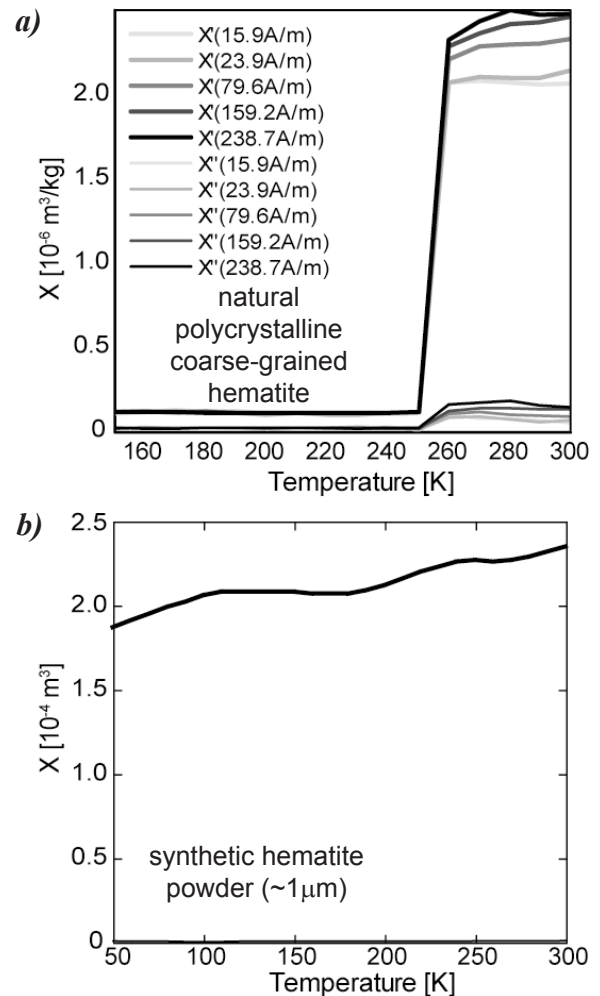 a)
X'(15.9A/m)
X'(23.9A/m)
X'(79.6A/m)
X'(159.2A/m)
X'(238.7A/m)
X''(15.9A/m)
X''(23.9A/m)
X''(79.6A/m)
X''(159.2A/m)
X''(238.7A/m)
natural
polycrystalline
coarse-grained
hematite
2.0
1.5
1.0
0.5
0
X [10⁻⁶ m³/kg]
160 180 200 220 240 260 280 300
Temperature [K]
b)
2.5
2.0
1.5
1.0
0.5
0
X [10⁻⁴ m³]
synthetic hematite
powder (~1μm)
50 100 150 200 250 300
Temperature [K]